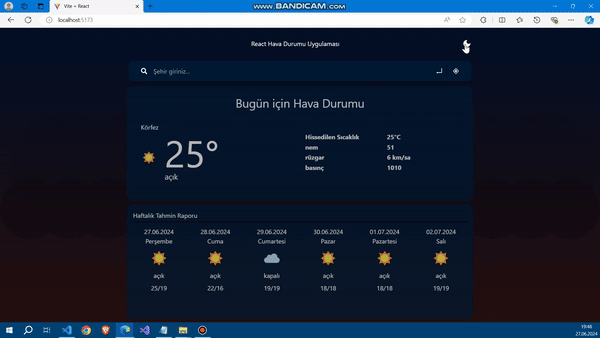 www.BANDICAM.com
Vite + React
localhost:5173
React Hava Durumu Uygulaması
Şehir giriniz...
Bugün için Hava Durumu
Körfez
25°
açık
Hissedilen Sıcaklık 25°C
nem 51
rüzgar 6 km/sa
basınç 1010
Haftalık Tahmin Raporu
27.06.2024 28.06.2024 29.06.2024 30.06.2024 01.07.2024 02.07.2024
Perşembe Cuma Cumartesi Pazar Pazartesi Salı
açık açık kapalı açık açık açık
25/19 22/16 19/19 18/18 18/18 19/19
19:46
27.06.2024